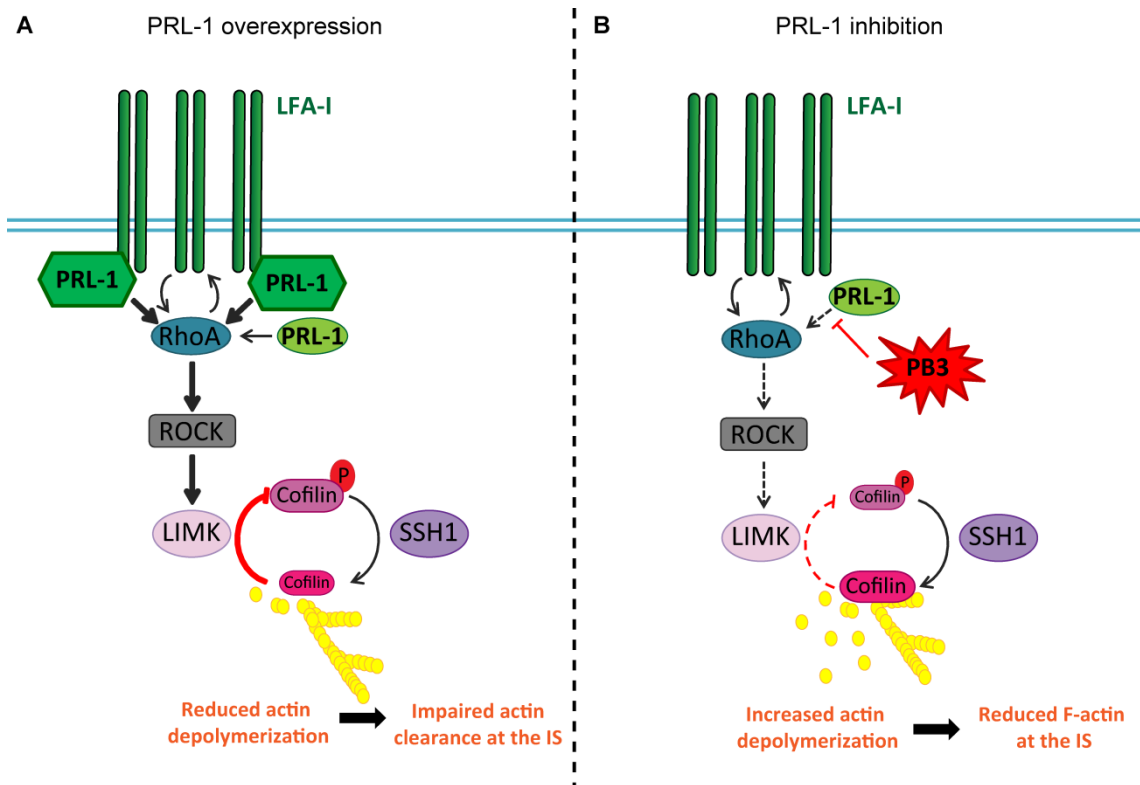 A
PRL-1 overexpression
LFA-I
PRL-1
PRL-1
RhoA
PRL-1
ROCK
P
Cofilin
LIMK
SSH1
Cofilin
Reduced actin
depolymerization
Impaired actin
clearance at the IS
B
PRL-1 inhibition
LFA-I
PRL-1
RhoA
PB3
ROCK
P
Cofilin
LIMK
SSH1
Cofilin
Increased actin
depolymerization
Reduced F-actin
at the IS